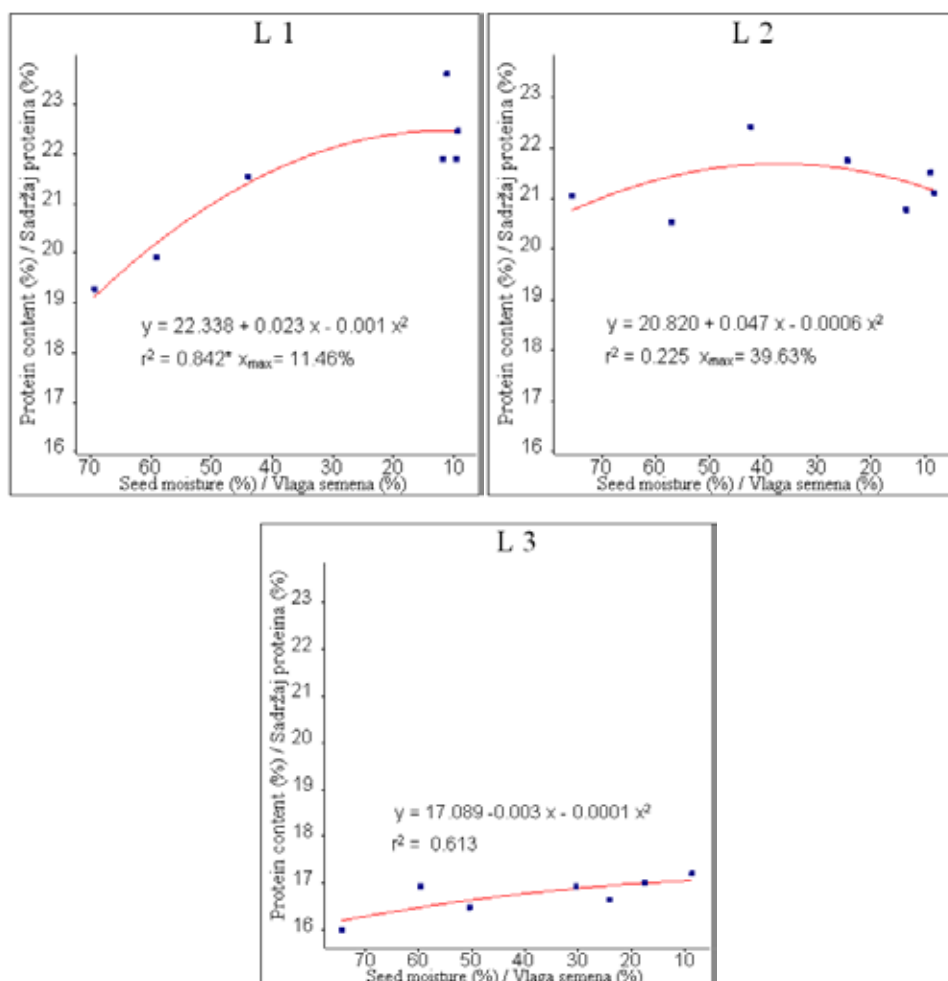 L 1
Protein content (%) / Sadržaj proteina (%)
23
22
21
20
19
18
17
16
y = 22.338 + 0.023 x - 0.001 x²
r² = 0.842* xmax= 11.46%
70 60 50 40 30 20 10
Seed moisture (%) / Vlaga semena (%)
L 2
Protein content (%) / Sadržaj proteina (%)
23
22
21
20
19
18
17
16
y = 20.820 + 0.047 x - 0.0006 x²
r² = 0.225 xmax= 39.63%
70 60 50 40 30 20 10
Seed moisture (%) / Vlaga semena (%)
L 3
Protein content (%) / Sadržaj proteina (%)
23
22
21
20
19
18
17
16
y = 17.089 -0.003 x - 0.0001 x²
r² = 0.613
70 60 50 40 30 20 10
Seed moisture (%) / Vlaga semena (%)